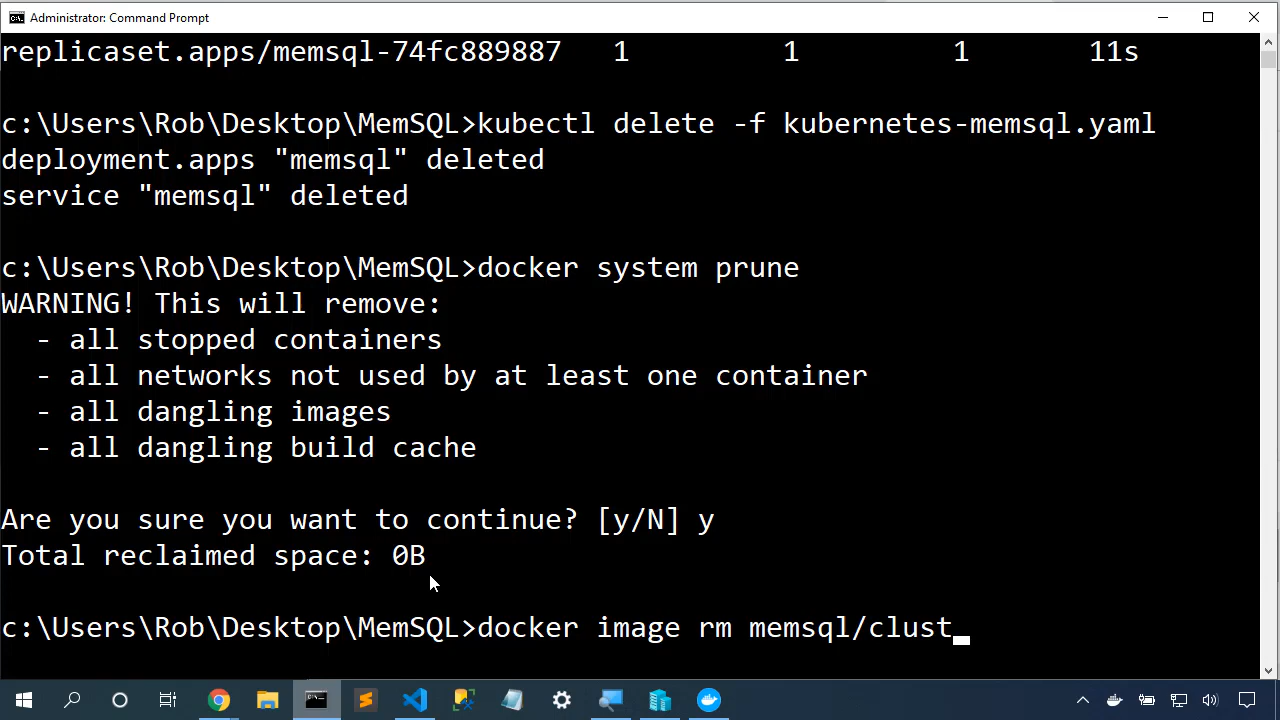 Administrator: Command Prompt
replicaset.apps/memsql-74fc889887 1 1 1 11s
c:\Users\Rob\Desktop\MemSQL>kubectl delete -f kubernetes-memsql.yaml
deployment.apps "memsql" deleted
service "memsql" deleted
c:\Users\Rob\Desktop\MemSQL>docker system prune
WARNING! This will remove:
- all stopped containers
- all networks not used by at least one container
- all dangling images
- all dangling build cache
Are you sure you want to continue? [y/N] y
Total reclaimed space: 0B
c:\Users\Rob\Desktop\MemSQL>docker image rm memsql/clust_